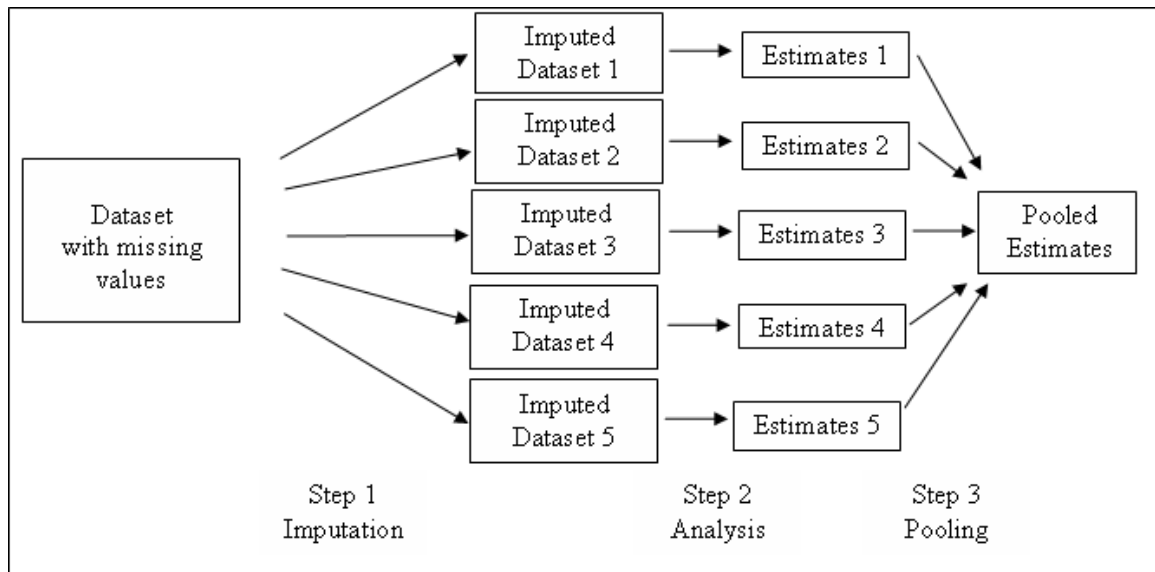 Dataset
with missing
values
Imputed
Dataset 1
Imputed
Dataset 2
Imputed
Dataset 3
Imputed
Dataset 4
Imputed
Dataset 5
Estimates 1
Estimates 2
Estimates 3
Estimates 4
Estimates 5
Pooled
Estimates
Step 1
Imputation
Step 2
Analysis
Step 3
Pooling